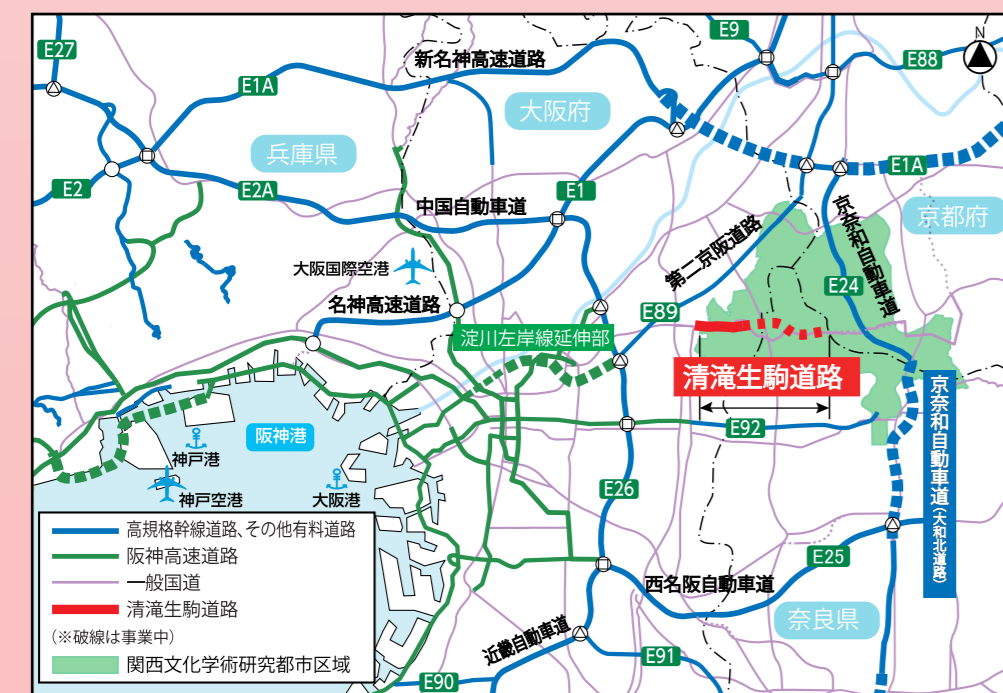 E27
新名神高速道路
E9
N
E88
E1A
大阪府
兵庫県
E1A
E2
E2A
E1
中国自動車道
京都府
京奈和自動車道
大阪国際空港
第二京阪道路
E24
名神高速道路
E89
淀川左岸線延伸部
清滝生駒道路
京奈和自動車道(大和北道路)
阪神港
E92
神戸港
神戸空港
大阪港
E26
高規格幹線道路、その他有料道路
阪神高速道路
一般国道
清滝生駒道路
(※破線は事業中)
関西文化学術研究都市区域
西名阪自動車道
E25
奈良県
近畿自動車道
E91
E90